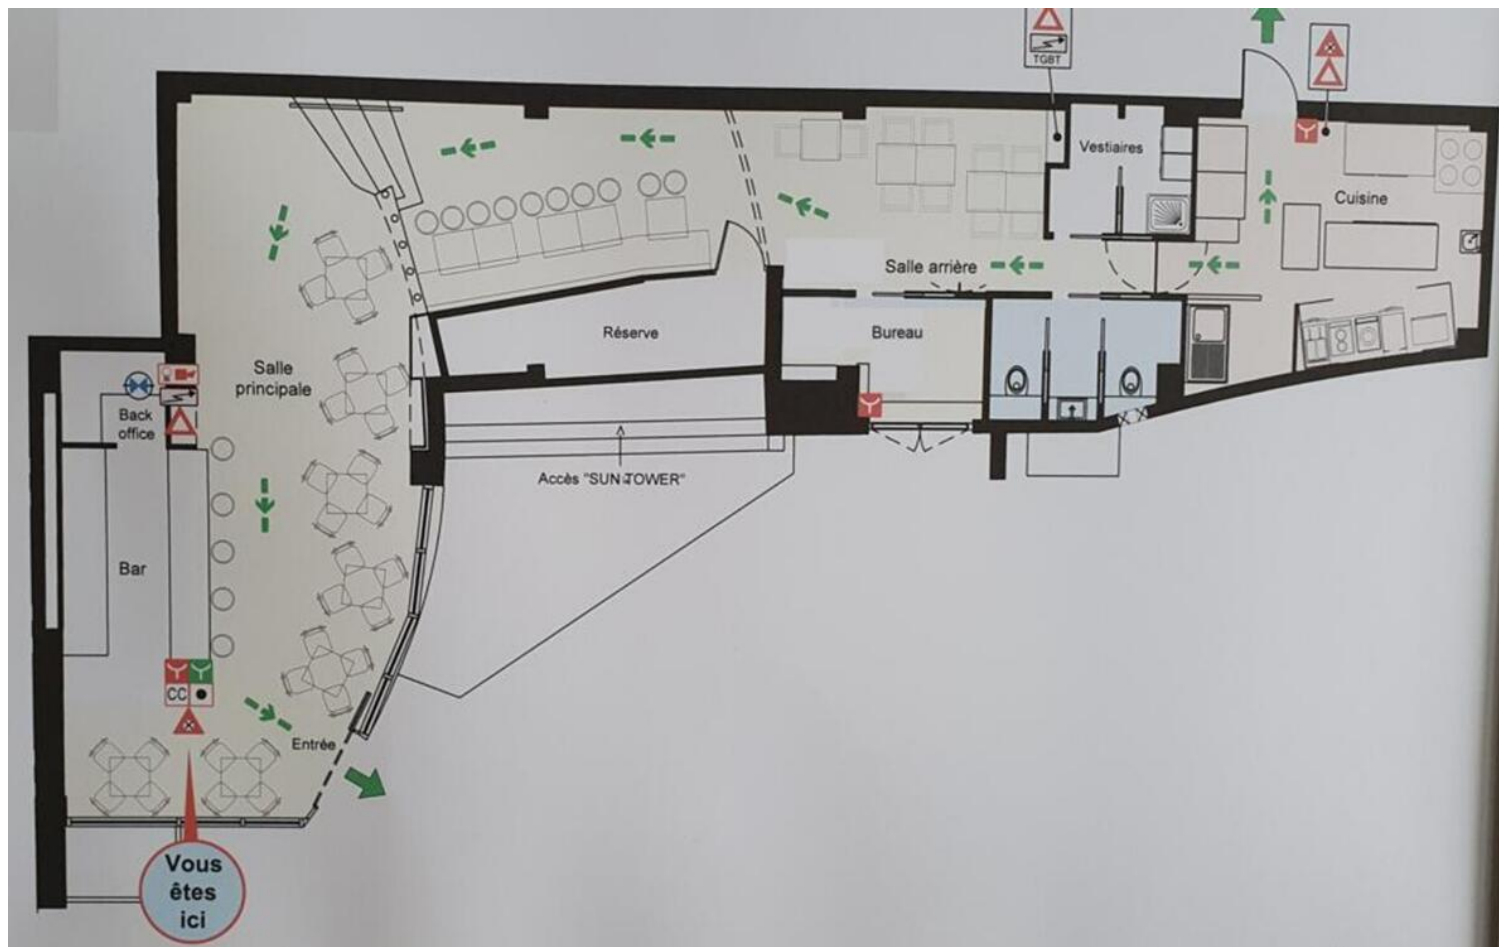 TGBT
Vestiaires
Cuisine
Salle arrière
Réserve
Bureau
Salle
principale
Back
office
Accès "SUN TOWER"
Bar
CC
Entrée
Vous
êtes
ici